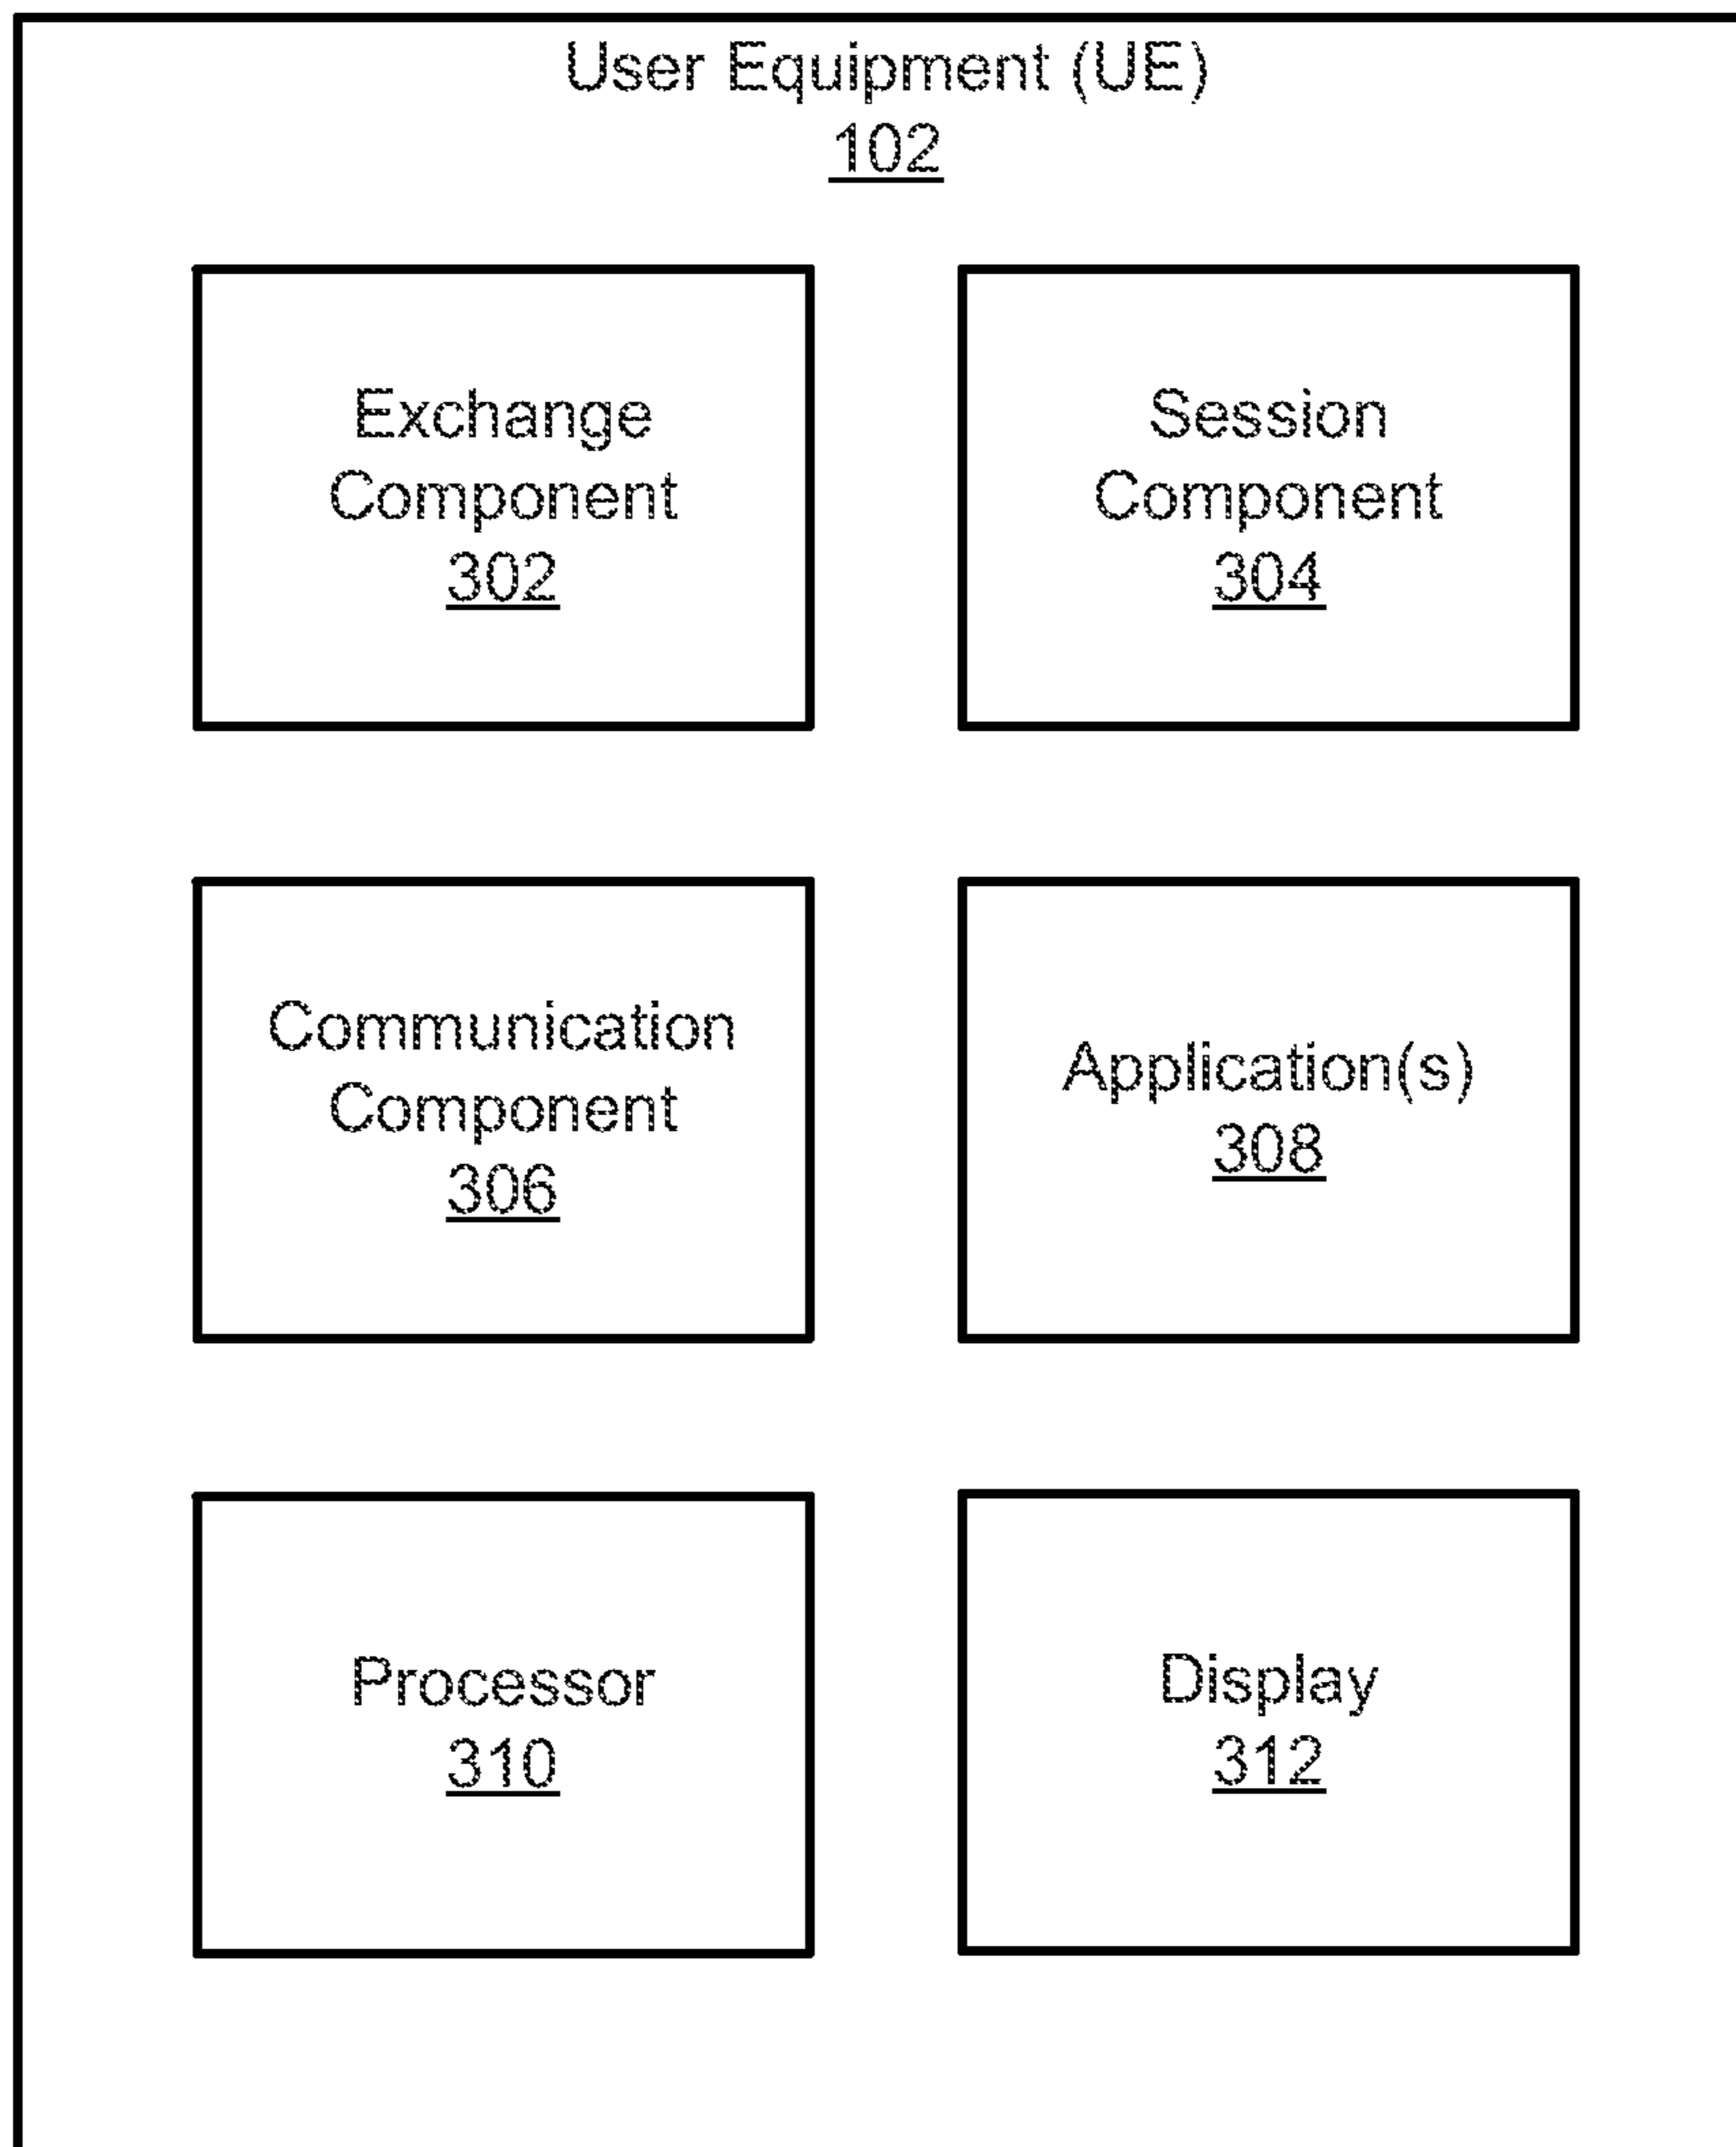 User Equipment (UE)
102
Exchange
Component
302
Session
Component
304
Communication
Component
306
Application(s)
308
Processor
310
Display
312